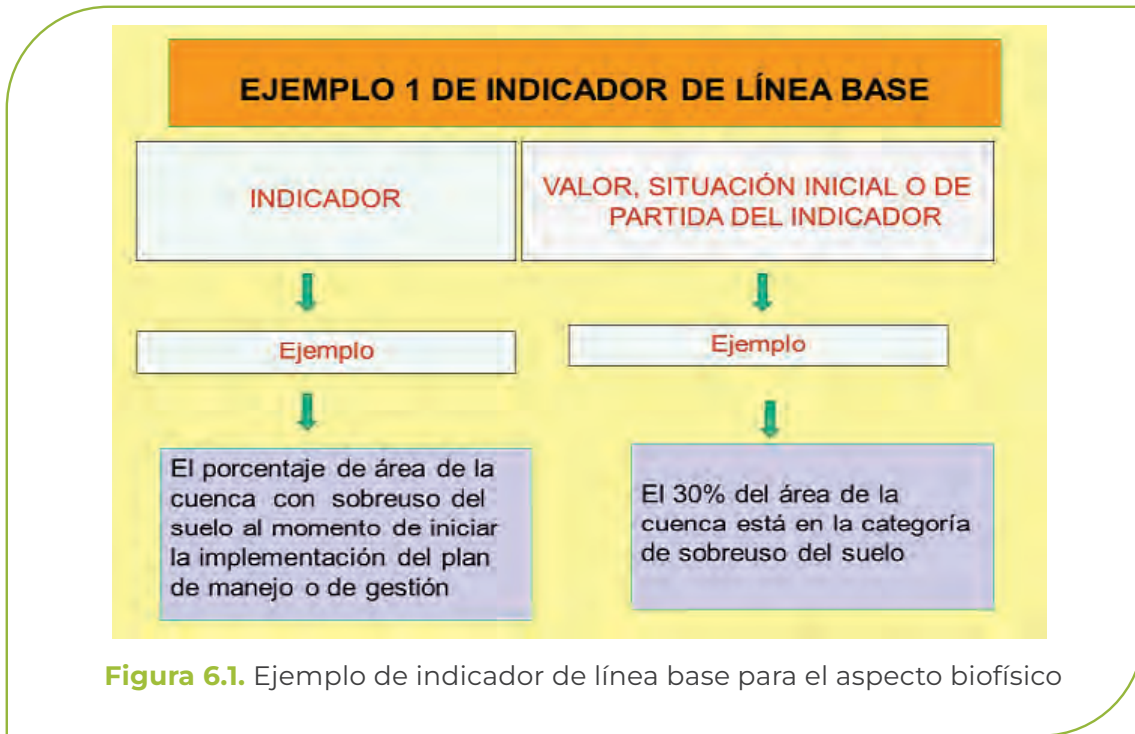 EJEMPLO 1 DE INDICADOR DE LÍNEA BASE
INDICADOR
VALOR, SITUACIÓN INICIAL O DE
PARTIDA DEL INDICADOR
Ejemplo
Ejemplo
El porcentaje de área de la
cuenca con sobreuso del
suelo al momento de iniciar
la implementación del plan
de manejo o de gestión
El 30% del área de la
cuenca está en la categoría
de sobreuso del suelo
Figura 6.1. Ejemplo de indicador de línea base para el aspecto biofísico